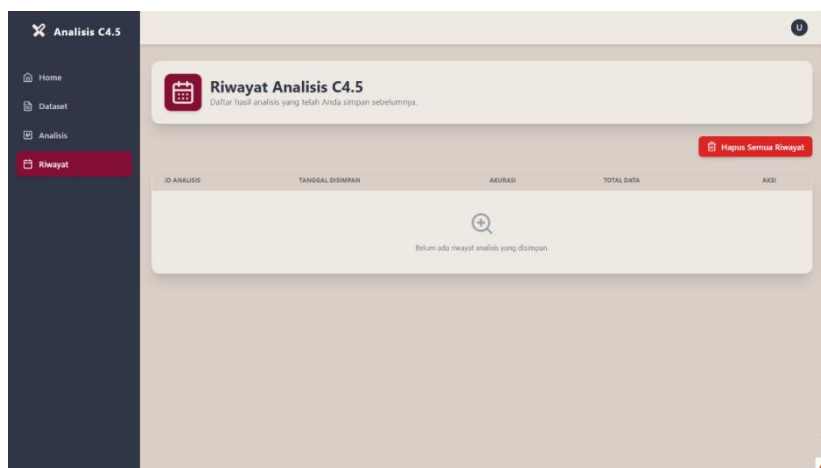 Analisis C4.5
U
Home
Dataset
Analisis
Riwayat
Riwayat Analisis C4.5
Daftar hasil analisis yang telah Anda simpan sebelumnya.
Hapus Semua Riwayat
ID ANALISIS TANGGAL DISIMPAN AKURASI TOTAL DATA AKSI
Belum ada riwayat analisis yang disimpan.